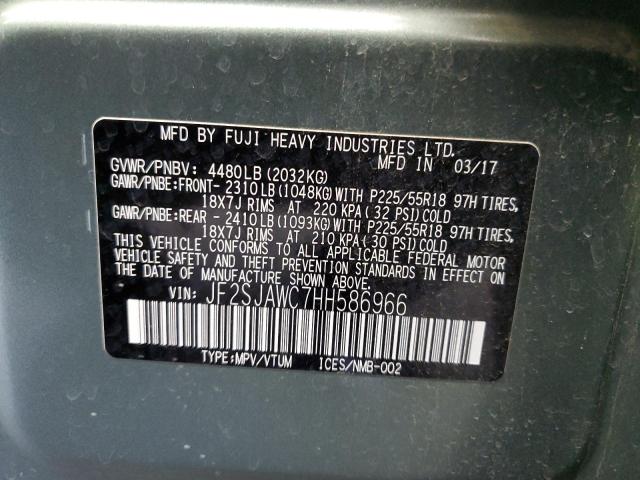 MFD BY FUJI HEAVY INDUSTRIES LTD.
MFD IN 03/17
GVWR/PNBV: 4480LB(2032KG)
GAWR/PNBE:FRONT- 2310LB(1048KG)WITH P225/55R18 97H TIRES,
18X7J RIMS AT 220 KPA(32 PSI)COLD
GAWR/PNBE:REAR - 2410LB(1093KG)WITH P225/55R18 97H TIRES,
18X7J RIMS AT 210 KPA(30 PSI)COLD
THIS VEHICLE CONFORMS TO ALL APPLICABLE FEDERAL MOTOR
VEHICLE SAFETY AND THEFT PREVENTION STANDARDS IN EFFECT ON
THE DATE OF MANUFACTURE SHOWN ABOVE.
VIN: JF2SJAWC7HH586966
TYPE:MPV/VTUM ICES/NMB-002